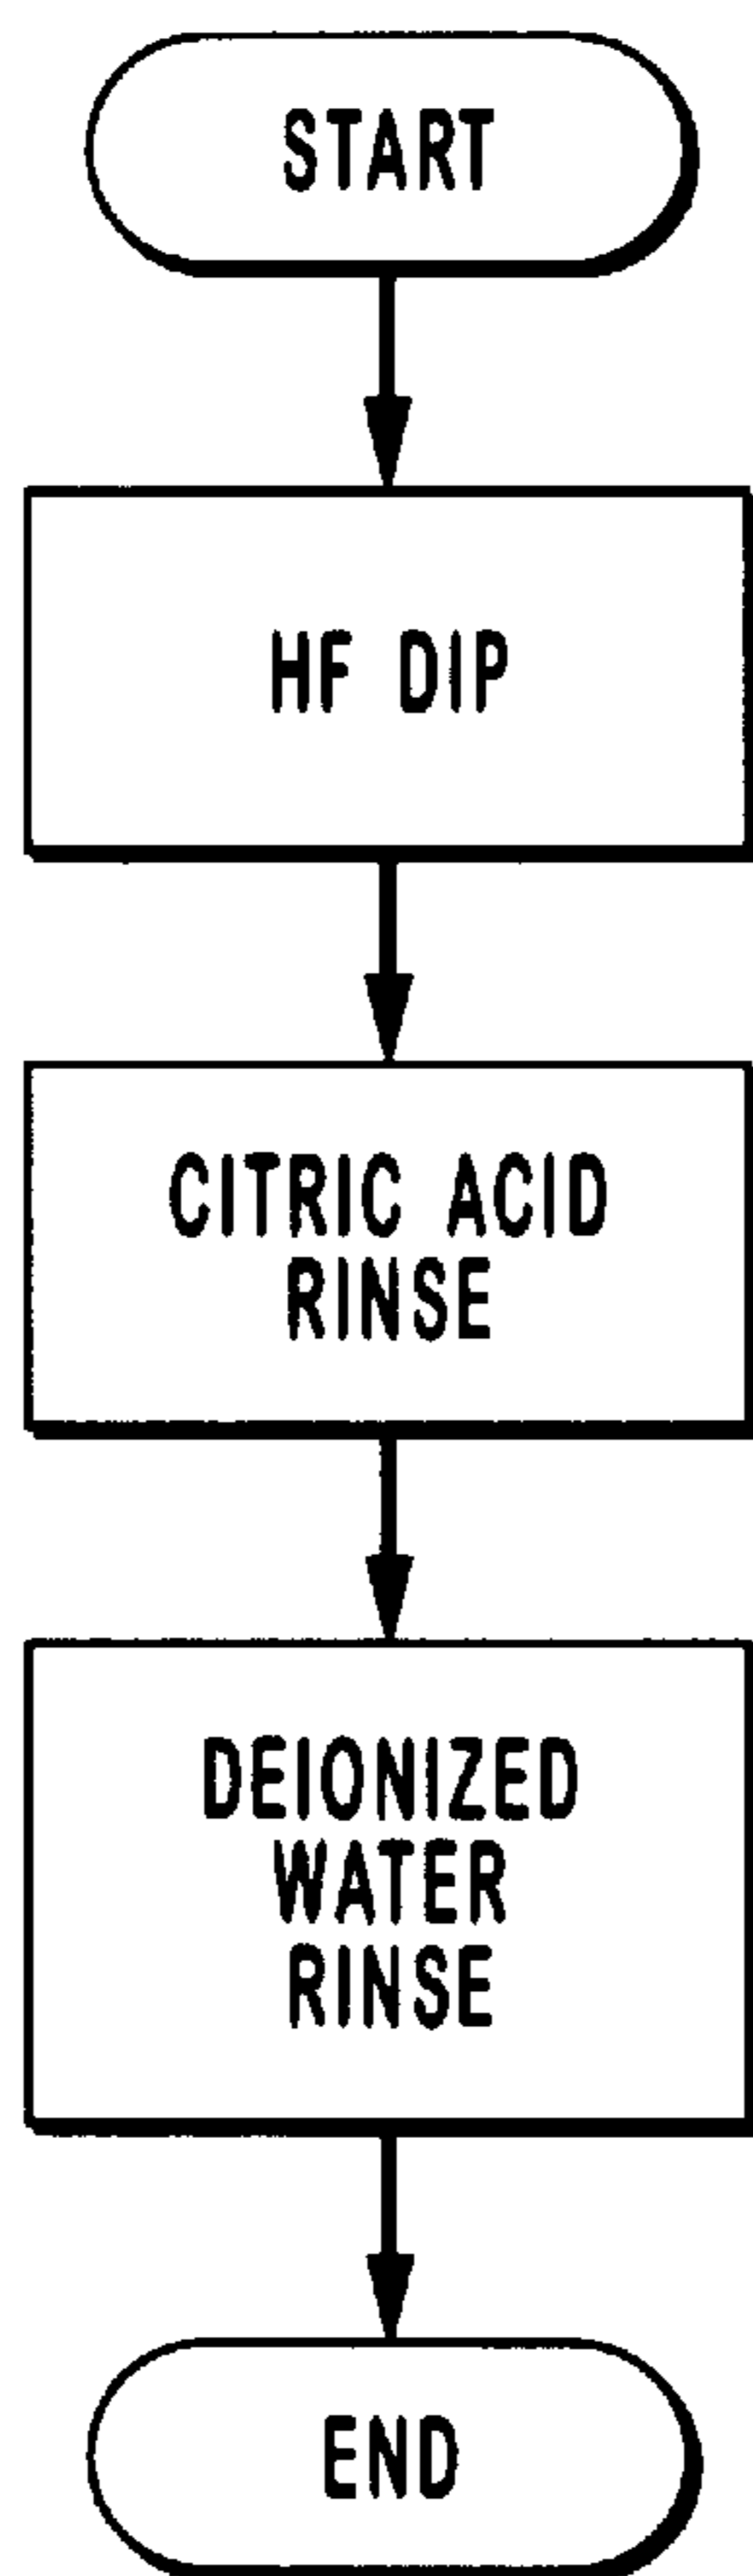 START
HF DIP
CITRIC ACID
RINSE
DEIONIZED
WATER
RINSE
END